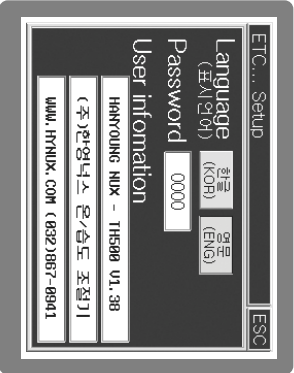 ETC... Setup
ESC
Language
(표시언어)
한글
(KOR)
영문
(ENG)
Password
0000
User infomation
HANYOUNG NUX - TH500 V1.38
(주)한영넉스 온/습도 조절기
WWW.HYNUX.COM (032)867-0941